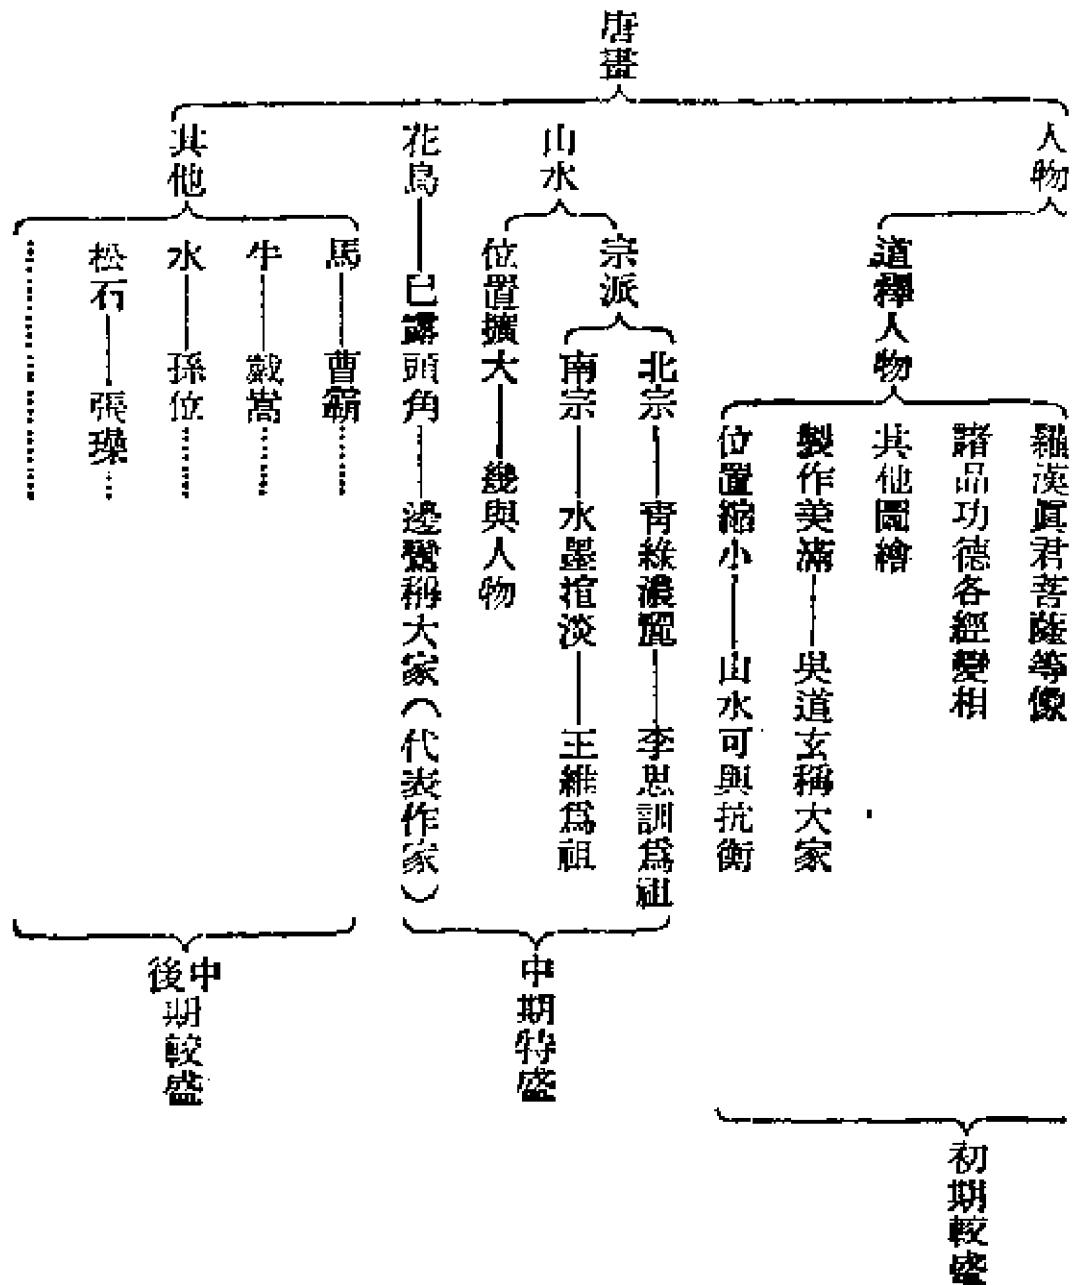 唐畫
人物
道釋人物
羅漢眞君菩薩等像
諸品功德各經變相
其他圖繪
製作美滿——吳道玄稱大家
位置縮小——山水可與抗衡
初期較盛
山水
宗派
北宗——靑綠濃麗——李思訓爲祖
南宗——水墨渲淡——王維爲祖
位置擴大——幾與人物
花鳥——已露頭角——邊鸞稱大家（代表作家）
中期特盛
其他
馬——曹霸……
牛——戴嵩……
水——孫位……
松石——張璪……
…………
中後期較盛